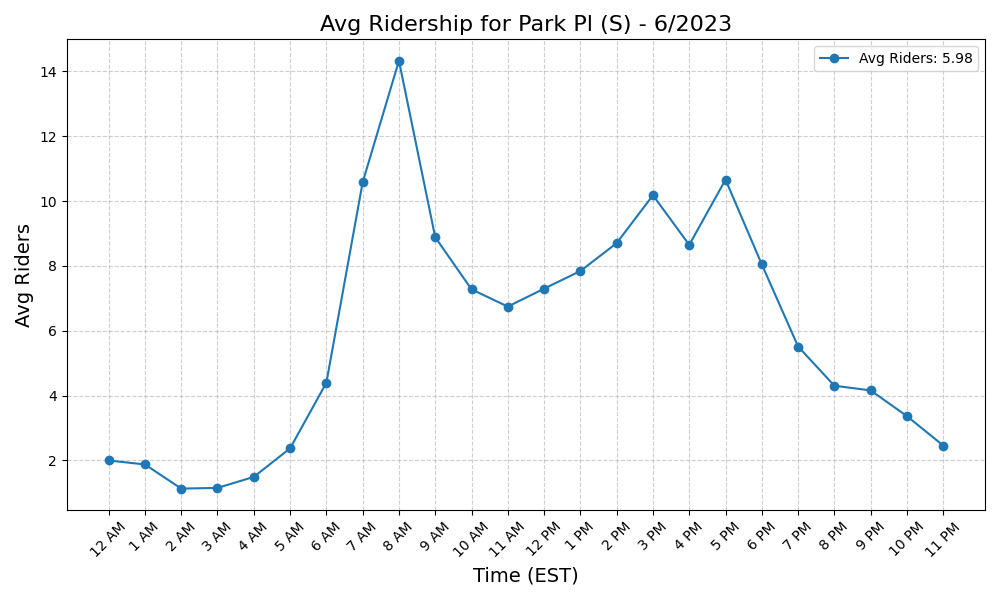 Avg Ridership for Park Pl (S) - 6/2023
Avg Riders: 5.98
Avg Riders
14
12
10
8
6
4
2
12 AM
1 AM
2 AM
3 AM
4 AM
5 AM
6 AM
7 AM
8 AM
9 AM
10 AM
11 AM
12 PM
1 PM
2 PM
3 PM
4 PM
5 PM
6 PM
7 PM
8 PM
9 PM
10 PM
11 PM
Time (EST)